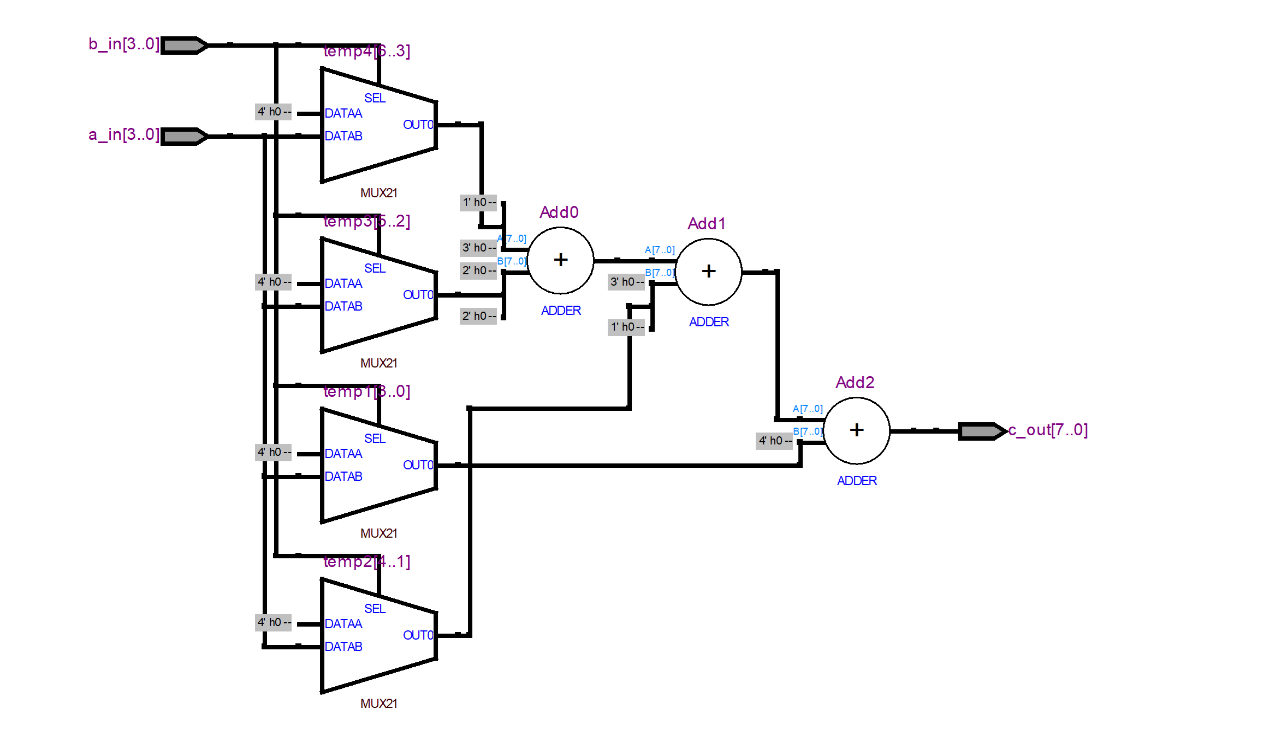 b_in[3..0]
temp4[6..3]
SEL
4' h0 --
DATAA
OUT0
a_in[3..0]
DATAB
MUX21
1' h0 --
temp3[5..2]
Add0
Add1
A[7..0]
3' h0 --
B[7..0]
2' h0 --
+
A[7..0]
B[7..0]
+
SEL
4' h0 --
DATAA
3' h0 --
OUT0
DATAB
2' h0 --
ADDER
1' h0 --
ADDER
MUX21
temp1[3..0]
Add2
A[7..0]
SEL
B[7..0]
+
c_out[7..0]
4' h0 --
4' h0 --
DATAA
OUT0
DATAB
ADDER
MUX21
temp2[4..1]
SEL
4' h0 --
DATAA
OUT0
DATAB
MUX21